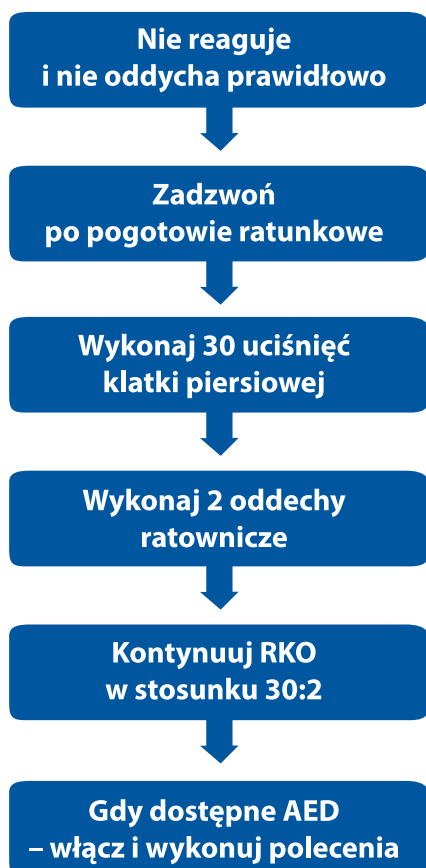 Nie reaguje
i nie oddycha prawidłowo
Zadzwoń
po pogotowie ratunkowe
Wykonaj 30 uciśnięć
klatki piersiowej
Wykonaj 2 oddechy
ratownicze
Kontynuuj RKO
w stosunku 30:2
Gdy dostępne AED
– włącz i wykonuj polecenia